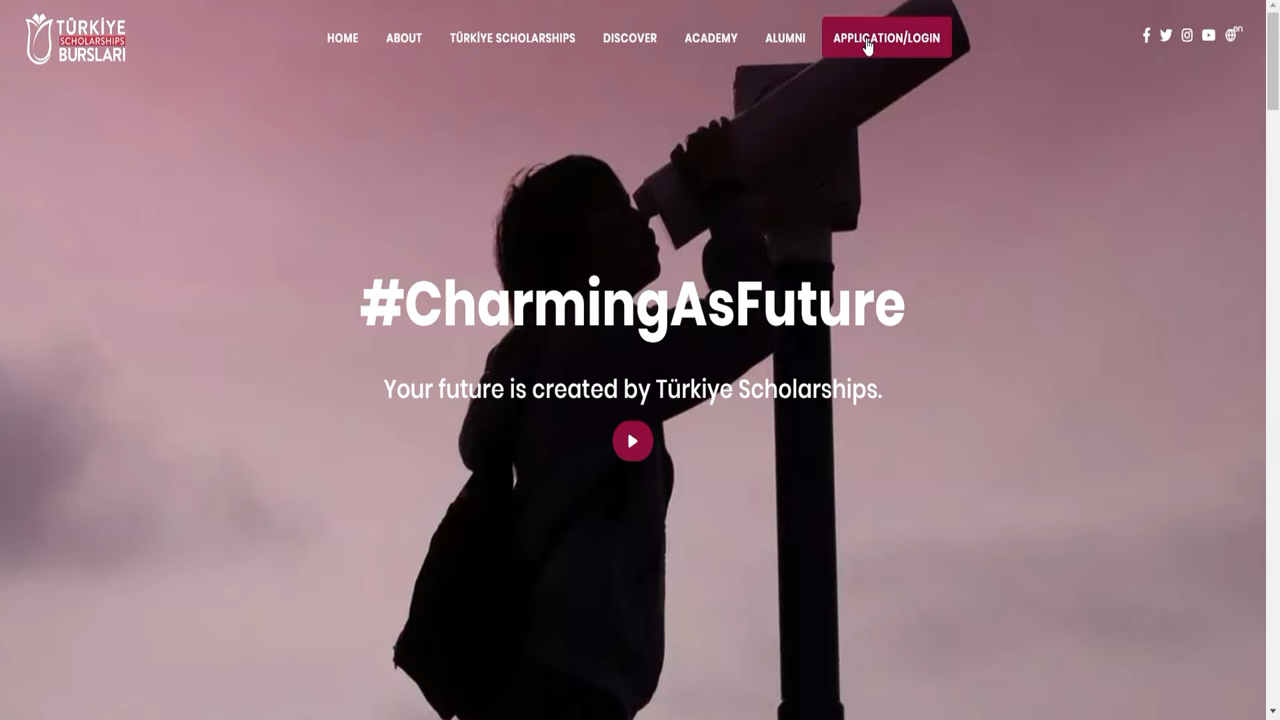 TÜRKİYE
SCHOLARSHIPS
BURSLARI
HOME ABOUT TÜRKİYE SCHOLARSHIPS DISCOVER ACADEMY ALUMNI APPLICATION/LOGIN
en
#CharmingAsFuture
Your future is created by Türkiye Scholarships.